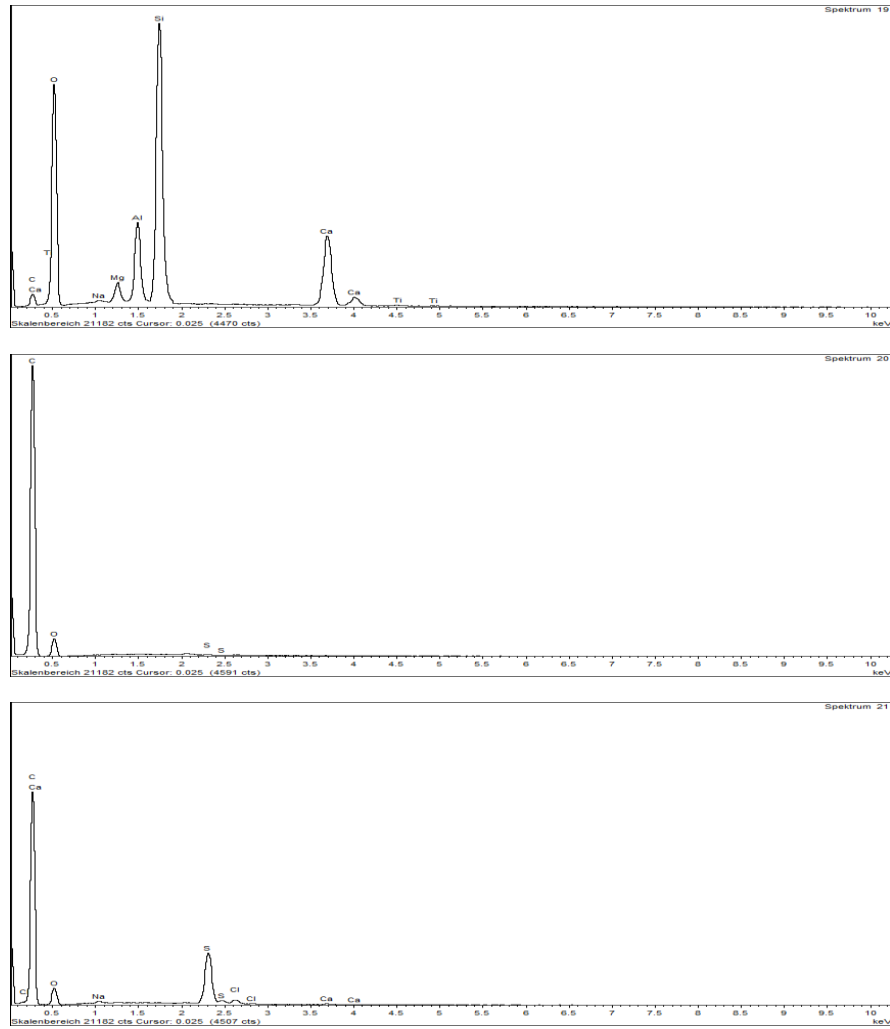 Spektrum 19
Si
O
Al
Ca
T
Mg
C
Ca
Na
Ca
Ti
Ti
0.5 1 1.5 2 2.5 3 3.5 4 4.5 5 5.5 6 6.5 7 7.5 8 8.5 9 9.5 10
Skalenbereich 21182 cts Cursor: 0.025 (4470 cts) keV
Spektrum 20
C
O
S
S
0.5 1 1.5 2 2.5 3 3.5 4 4.5 5 5.5 6 6.5 7 7.5 8 8.5 9 9.5 10
Skalenbereich 21182 cts Cursor: 0.025 (4591 cts) keV
Spektrum 21
C
Ca
S
C
O
Na
S
Cl
Cl
Ca
Ca
0.5 1 1.5 2 2.5 3 3.5 4 4.5 5 5.5 6 6.5 7 7.5 8 8.5 9 9.5 10
Skalenbereich 21182 cts Cursor: 0.025 (4507 cts) keV